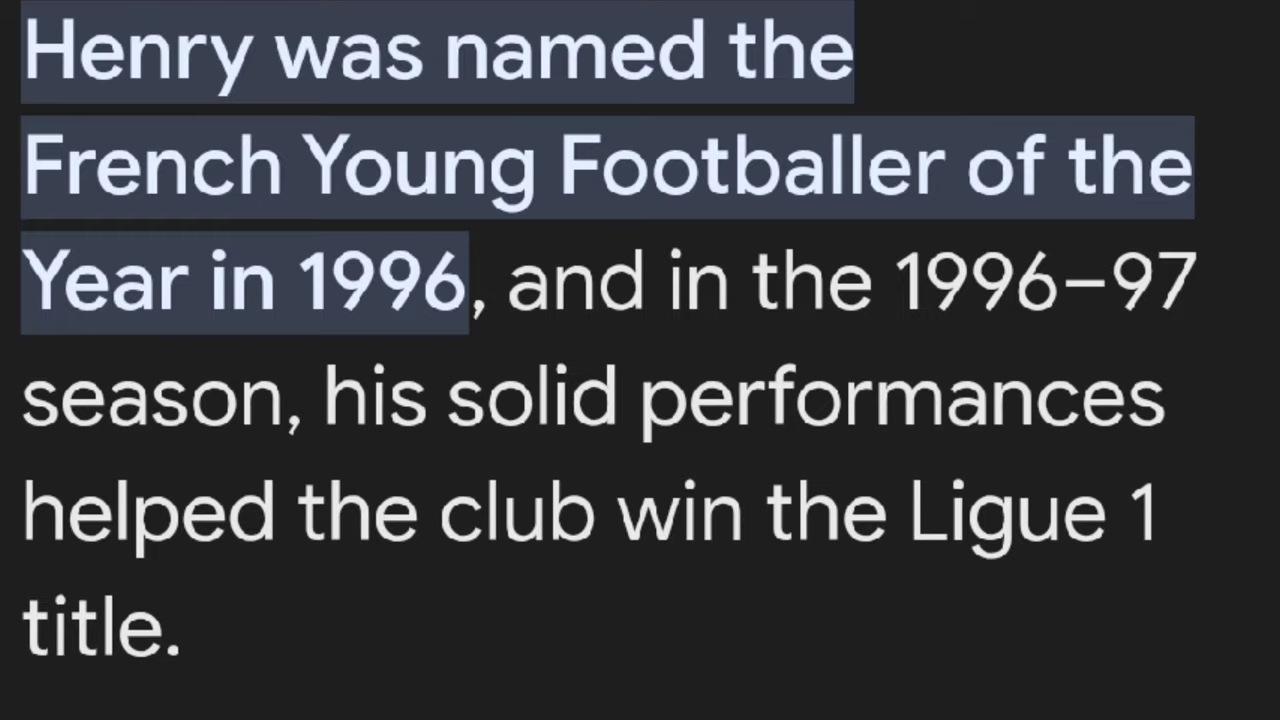 Henry was named the
French Young Footballer of the
Year in 1996, and in the 1996–97
season, his solid performances
helped the club win the Ligue 1
title.